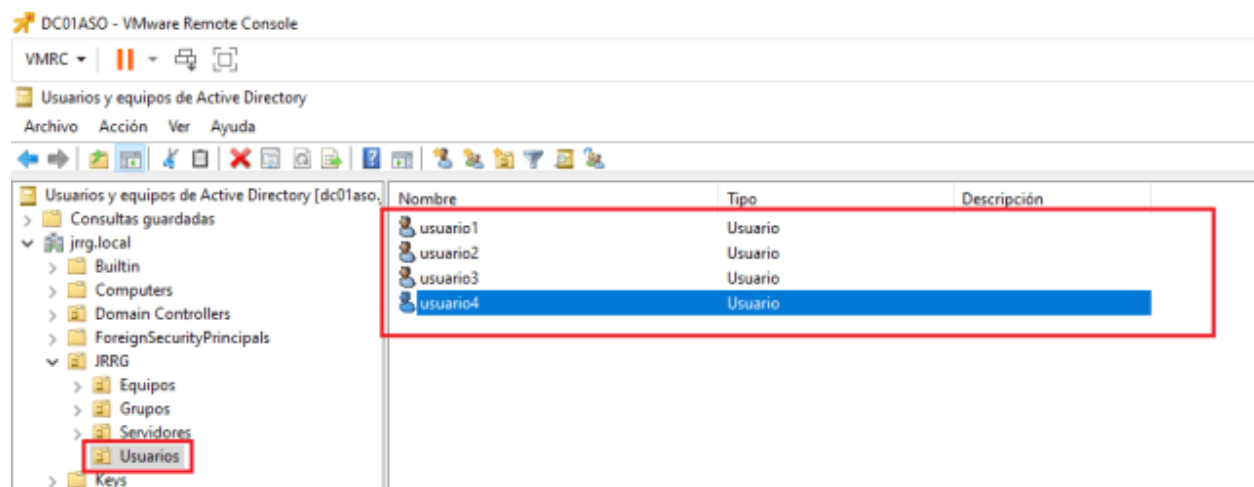 DC01ASO - VMware Remote Console
VMRC
Usuarios y equipos de Active Directory
Archivo Acción Ver Ayuda
Usuarios y equipos de Active Directory [dc01aso.
Consultas guardadas
jrrg.local
Builtin
Computers
Domain Controllers
ForeignSecurityPrincipals
JRRG
Equipos
Grupos
Servidores
Usuarios
Keys
Nombre Tipo Descripción
usuario1 Usuario
usuario2 Usuario
usuario3 Usuario
usuario4 Usuario